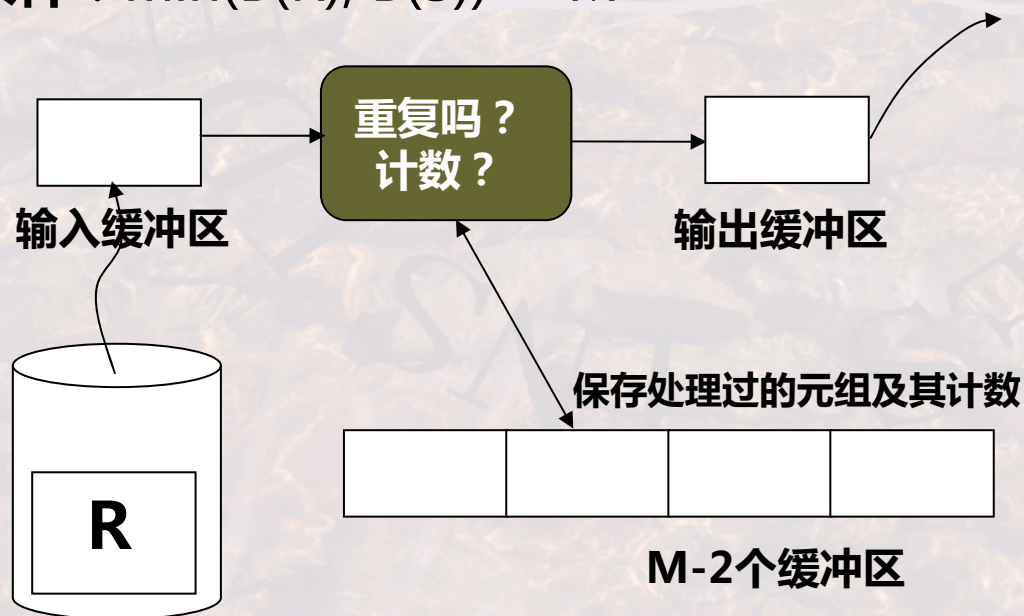 min(B(R), B(S))
重复吗？
计数？
输入缓冲区
输出缓冲区
保存处理过的元组及其计数
R
M-2个缓冲区